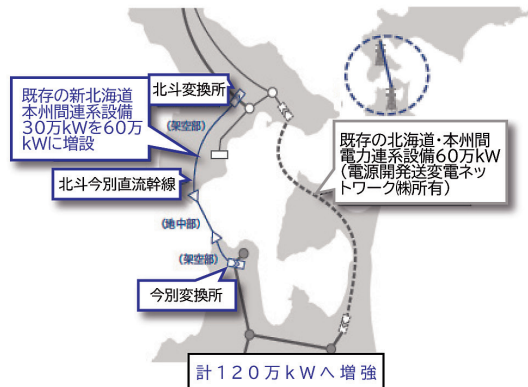 北斗変換所
既存の新北海道
本州間連系設備
30万kWを60万
kWに増設
(架空部)
北斗今別直流幹線
(地中部)
(架空部)
今別変換所
既存の北海道・本州間
電力連系設備60万kW
(電源開発送変電ネッ
トワーク㈱所有)
計120万kWへ増強